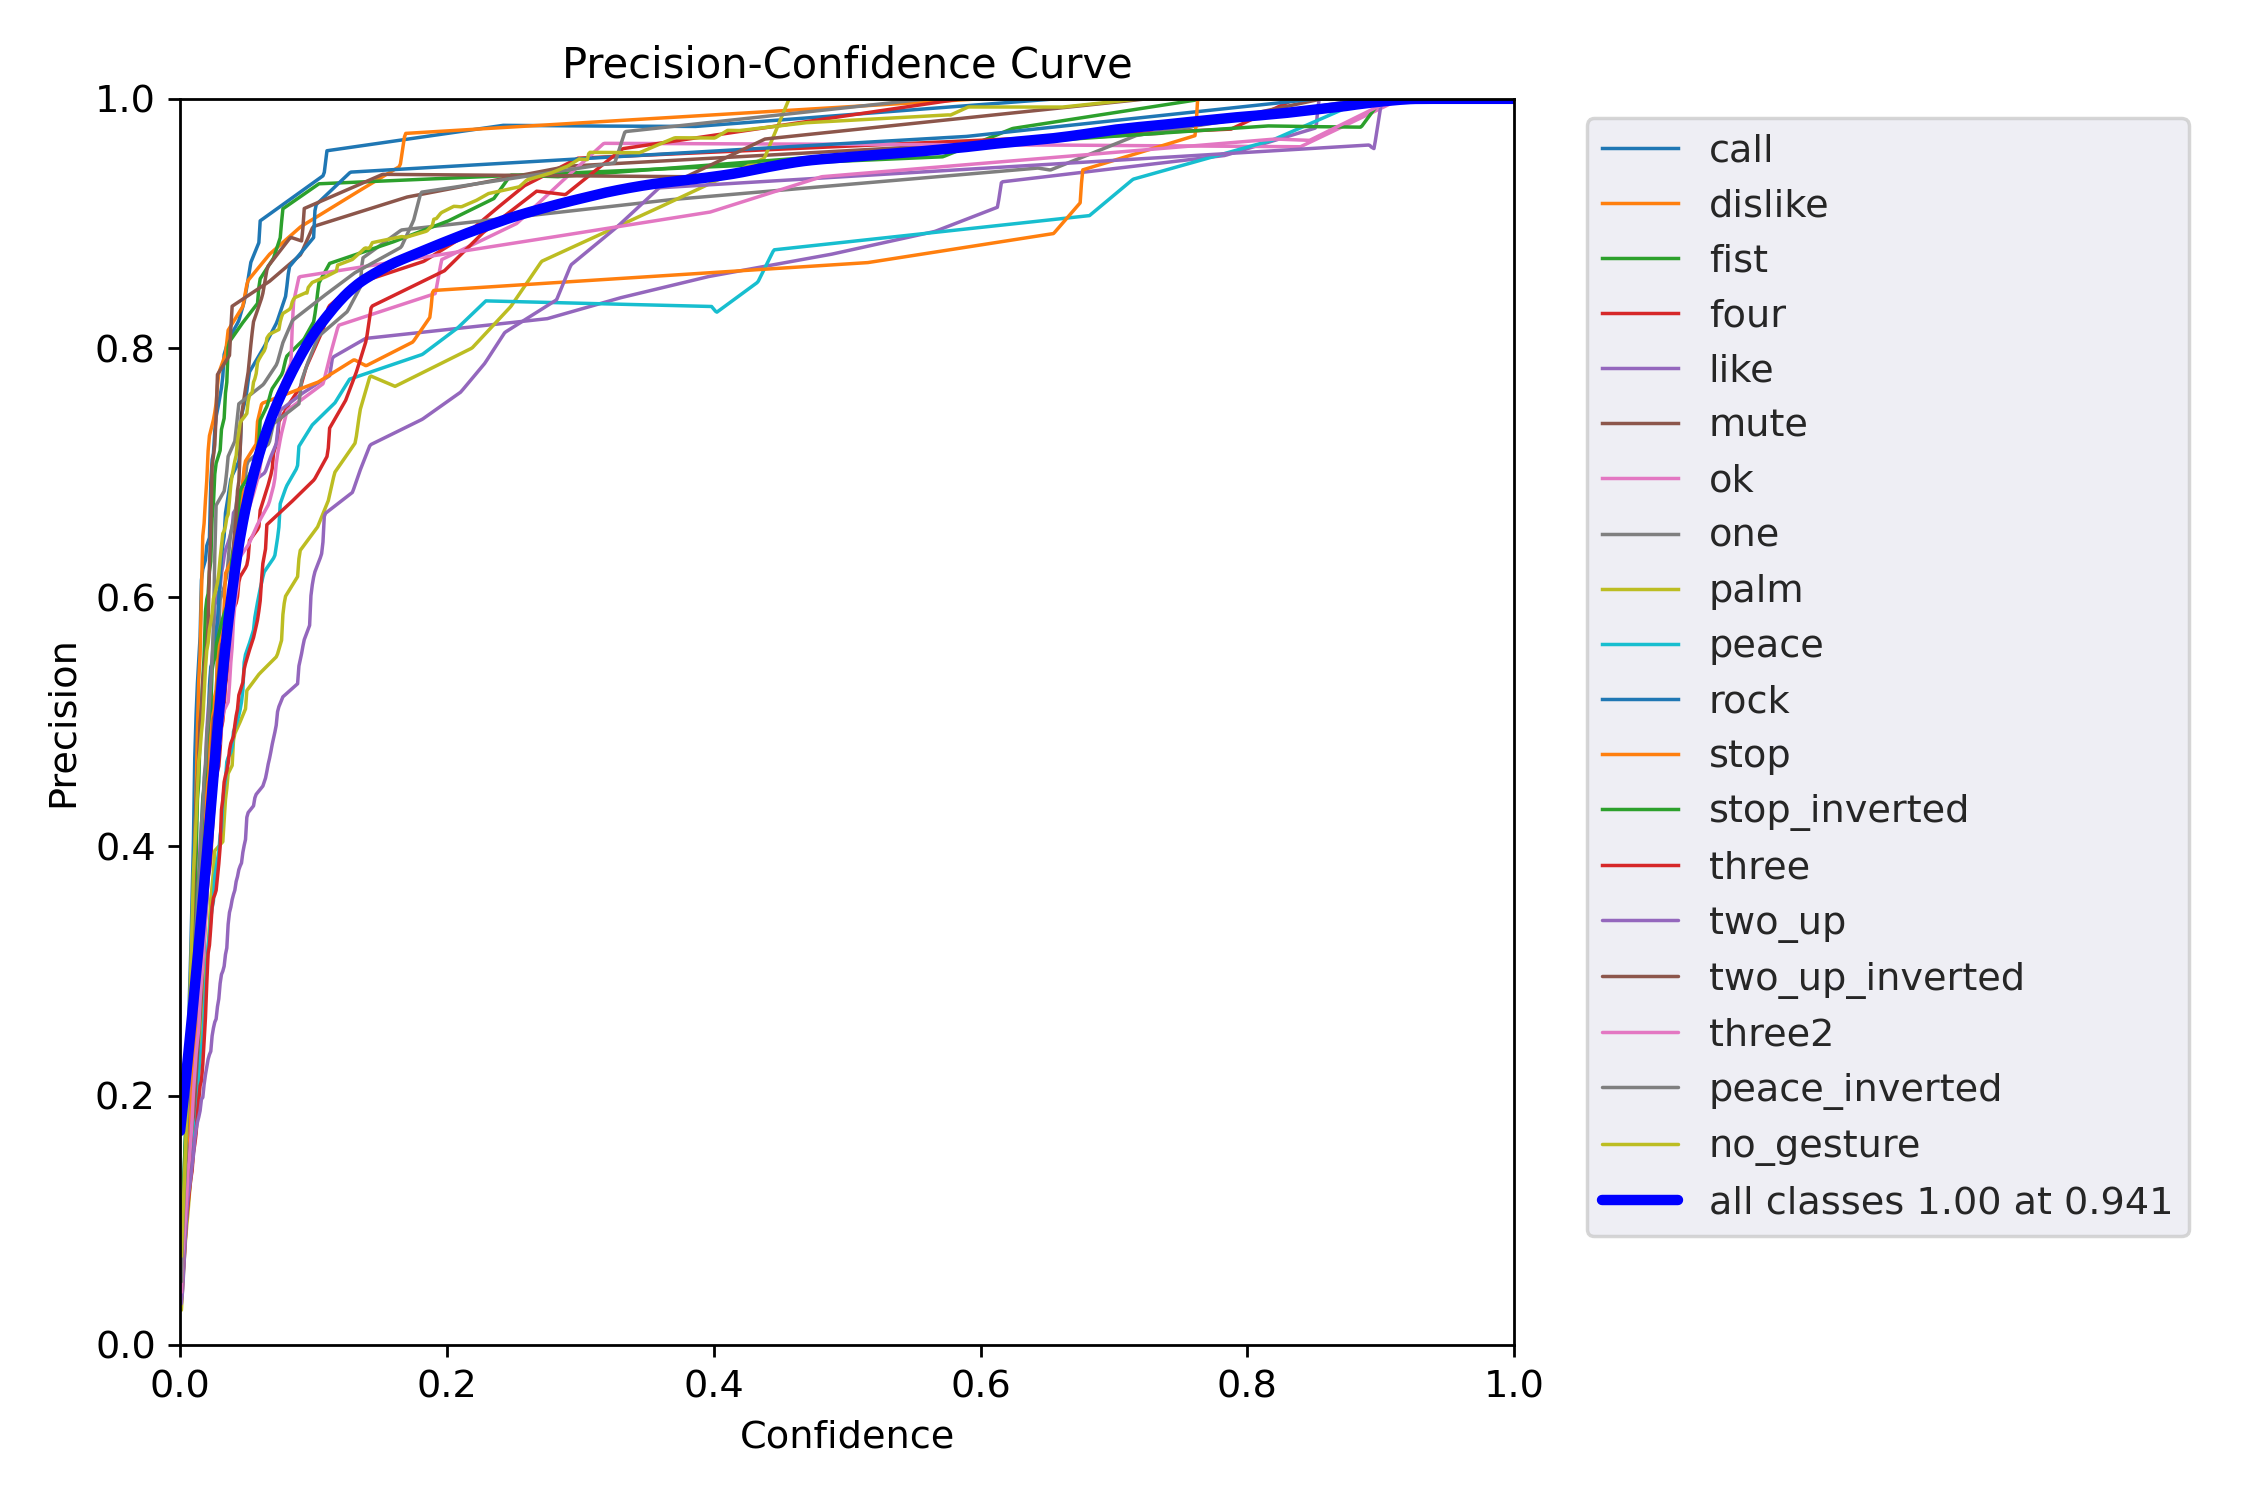 Precision-Confidence Curve
1.0
0.8
0.6
0.4
0.2
0.0
Precision
0.0 0.2 0.4 0.6 0.8 1.0
Confidence
call
dislike
fist
four
like
mute
ok
one
palm
peace
rock
stop
stop_inverted
three
two_up
two_up_inverted
three2
peace_inverted
no_gesture
all classes 1.00 at 0.941